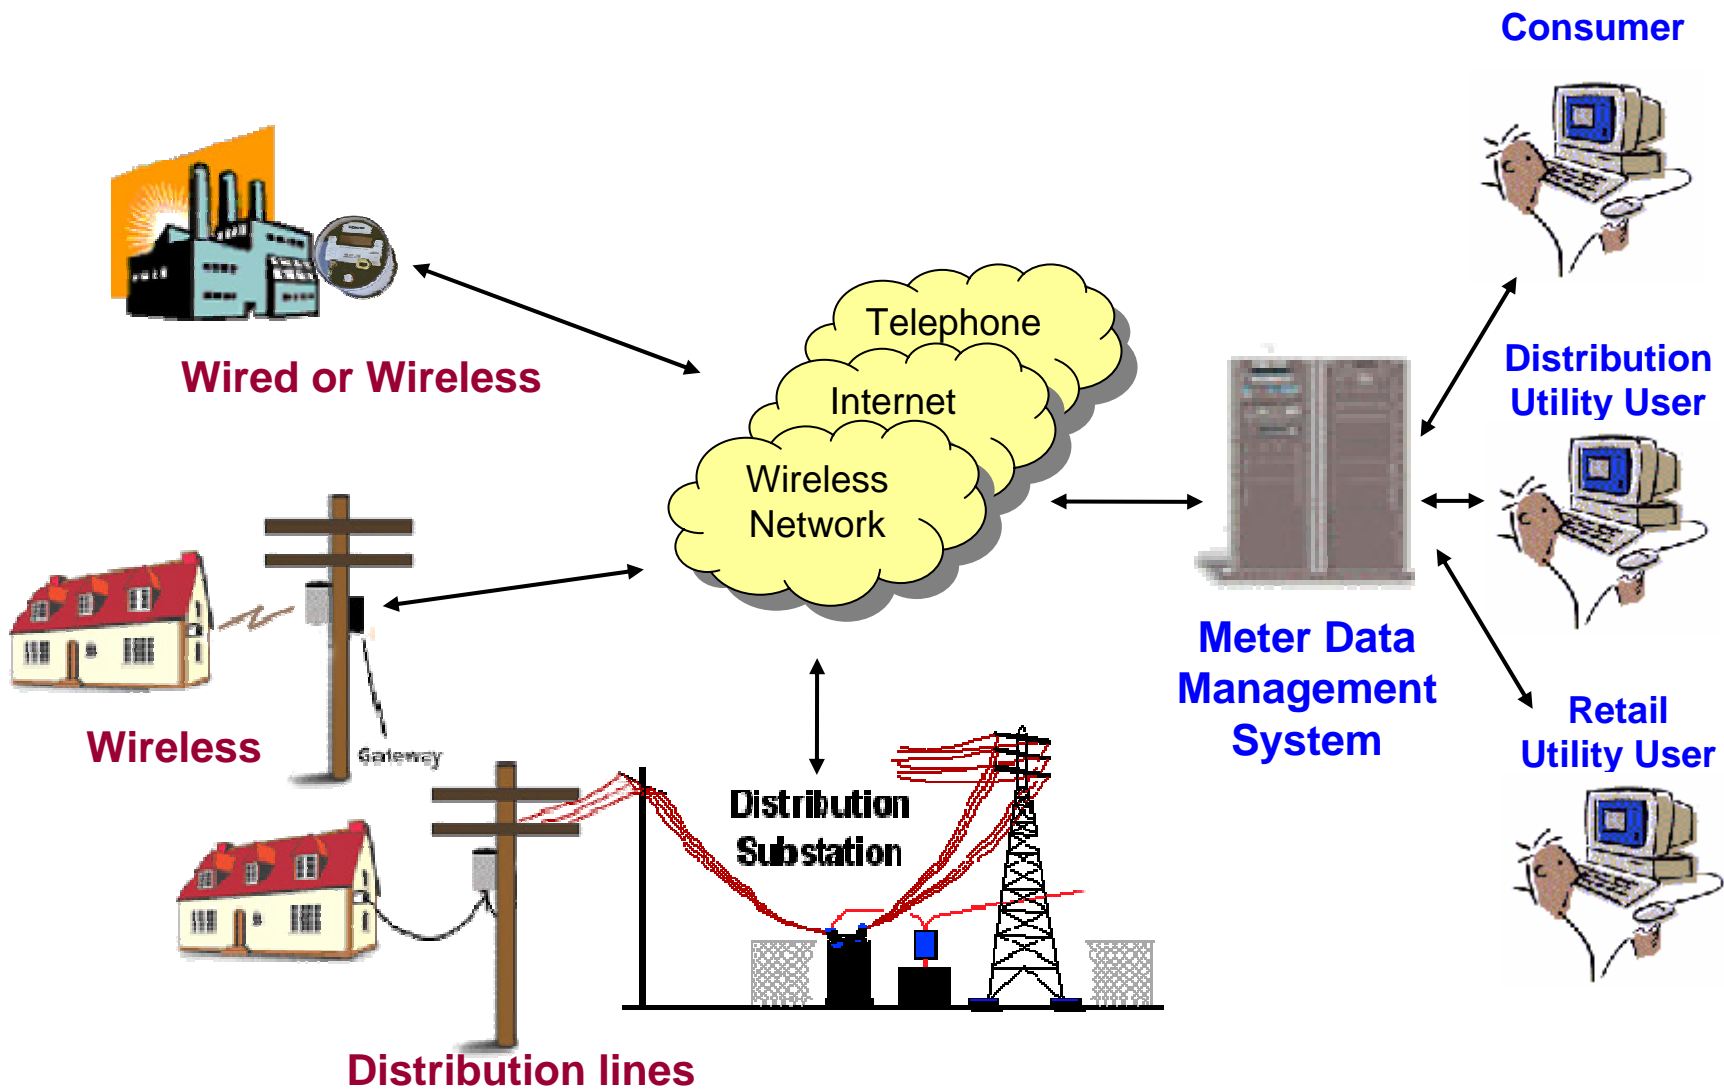 Consumer
Wired or Wireless
Telephone
Internet
Wireless
Network
Distribution
Utility User
Wireless
Gateway
Meter Data
Management
System
Retail
Utility User
Distribution
Substation
Distribution lines